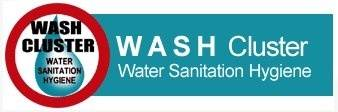 WASH
CLUSTER
WATER
SANITATION
HYGIENE
WASH Cluster
Water Sanitation Hygiene